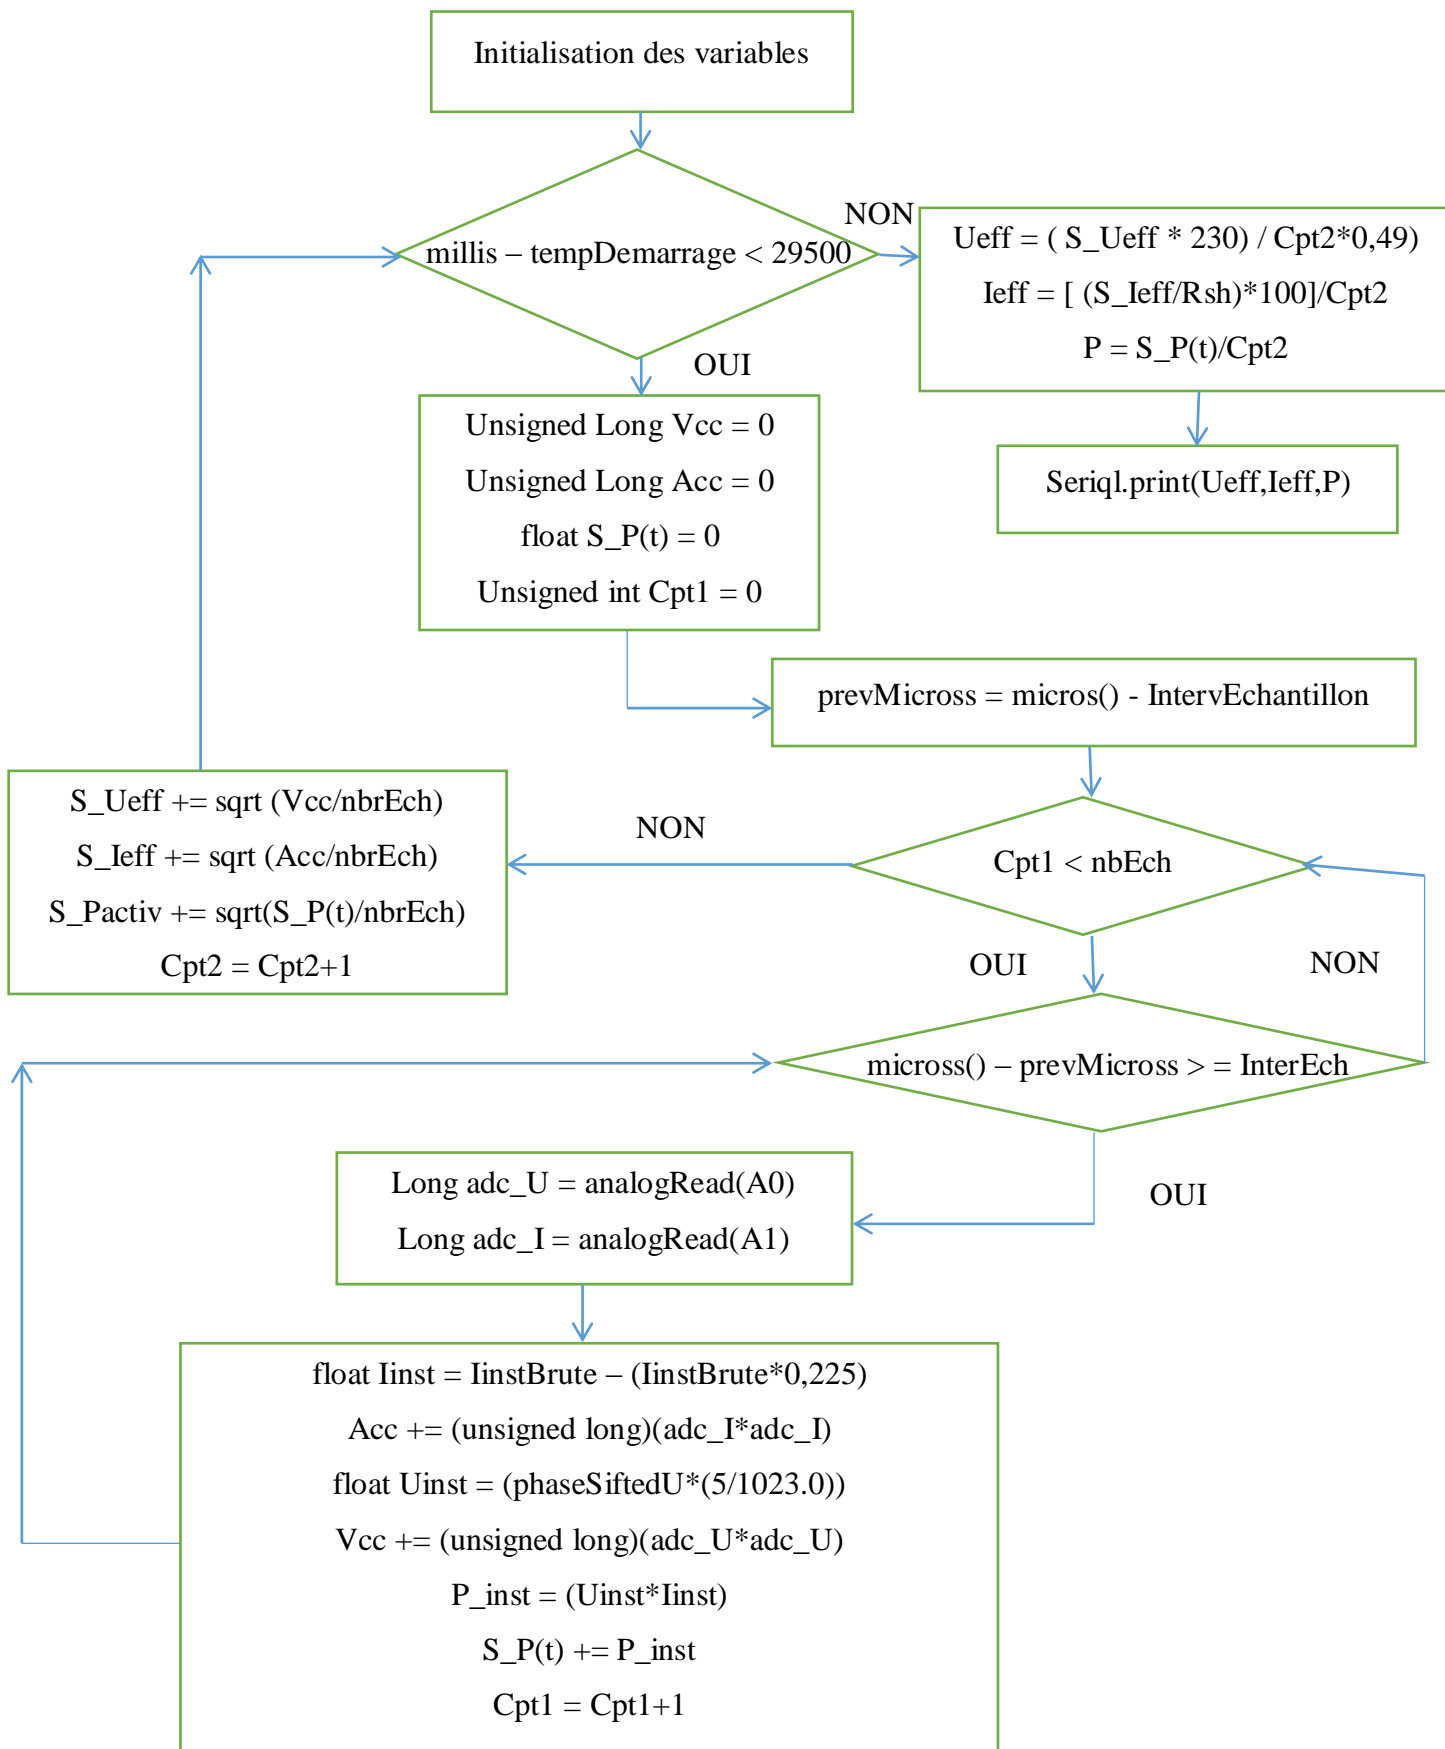 Initialisation des variables
millis – tempDemarrage < 29500
NON
Ueff = ( S_Ueff * 230) / Cpt2*0,49)
Ieff = [ (S_Ieff/Rsh)*100]/Cpt2
P = S_P(t)/Cpt2
Seriql.print(Ueff,Ieff,P)
OUI
Unsigned Long Vcc = 0
Unsigned Long Acc = 0
float S_P(t) = 0
Unsigned int Cpt1 = 0
prevMicross = micros() - IntervEchantillon
Cpt1 < nbEch
NON
S_Ueff += sqrt (Vcc/nbrEch)
S_Ieff += sqrt (Acc/nbrEch)
S_Pactiv += sqrt(S_P(t)/nbrEch)
Cpt2 = Cpt2+1
OUI
NON
micross() – prevMicross > = InterEch
OUI
Long adc_U = analogRead(A0)
Long adc_I = analogRead(A1)
float Iinst = IinstBrute – (IinstBrute*0,225)
Acc += (unsigned long)(adc_I*adc_I)
float Uinst = (phaseSiftedU*(5/1023.0))
Vcc += (unsigned long)(adc_U*adc_U)
P_inst = (Uinst*Iinst)
S_P(t) += P_inst
Cpt1 = Cpt1+1